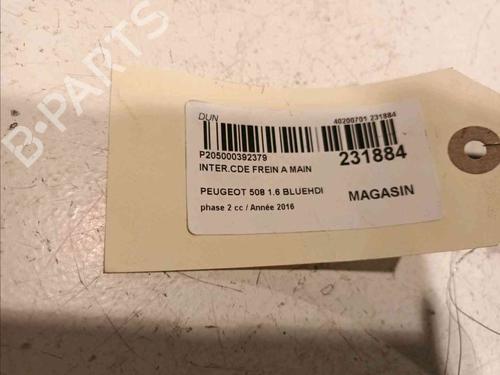 B-PARTS
DUN
40200701 231884
P205000392379
231884
INTER.CDE FREIN A MAIN
PEUGEOT 508 1.6 BLUEHDI
MAGASIN
phase 2 cc / Année 2016